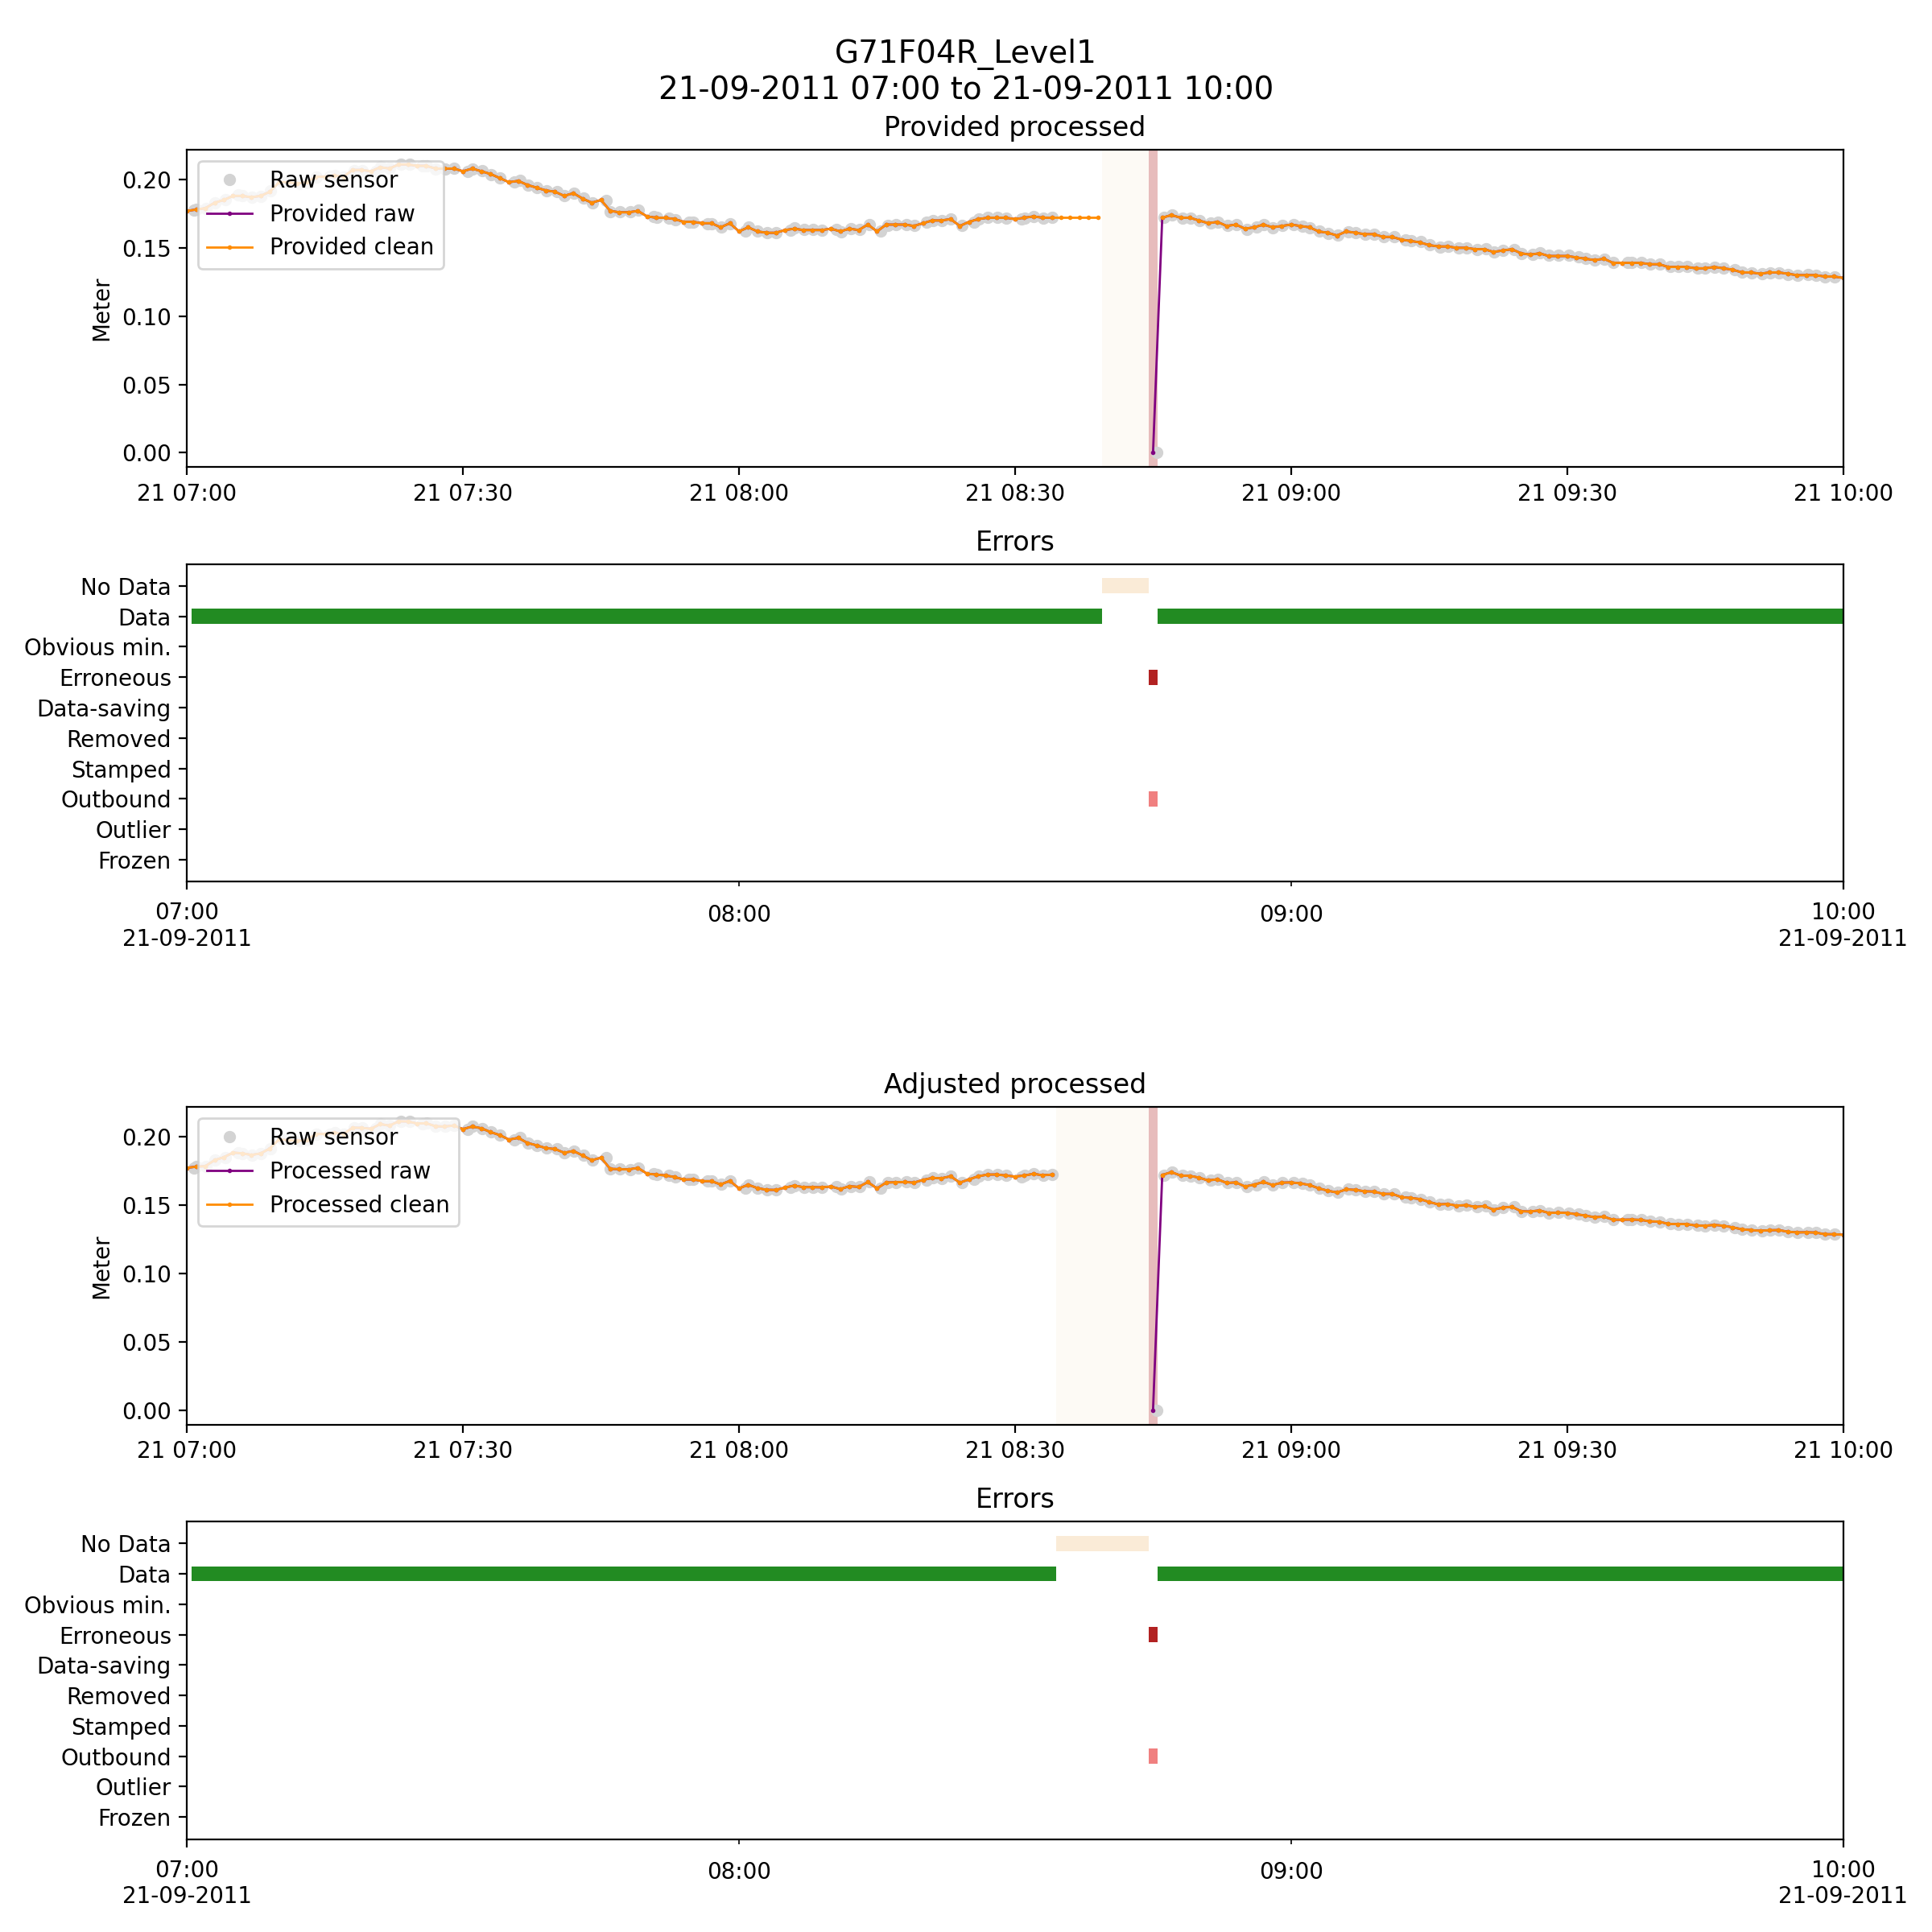 G71F04R_Level1
21-09-2011 07:00 to 21-09-2011 10:00
Provided processed
Meter
0.20
0.15
0.10
0.05
0.00
Raw sensor
Provided raw
Provided clean
21 07:00
21 07:30
21 08:00
21 08:30
21 09:00
21 09:30
21 10:00
Errors
No Data
Data
Obvious min.
Erroneous
Data-saving
Removed
Stamped
Outbound
Outlier
Frozen
07:00
21-09-2011
08:00
09:00
10:00
21-09-2011
Adjusted processed
Meter
0.20
0.15
0.10
0.05
0.00
Raw sensor
Processed raw
Processed clean
21 07:00
21 07:30
21 08:00
21 08:30
21 09:00
21 09:30
21 10:00
Errors
No Data
Data
Obvious min.
Erroneous
Data-saving
Removed
Stamped
Outbound
Outlier
Frozen
07:00
21-09-2011
08:00
09:00
10:00
21-09-2011